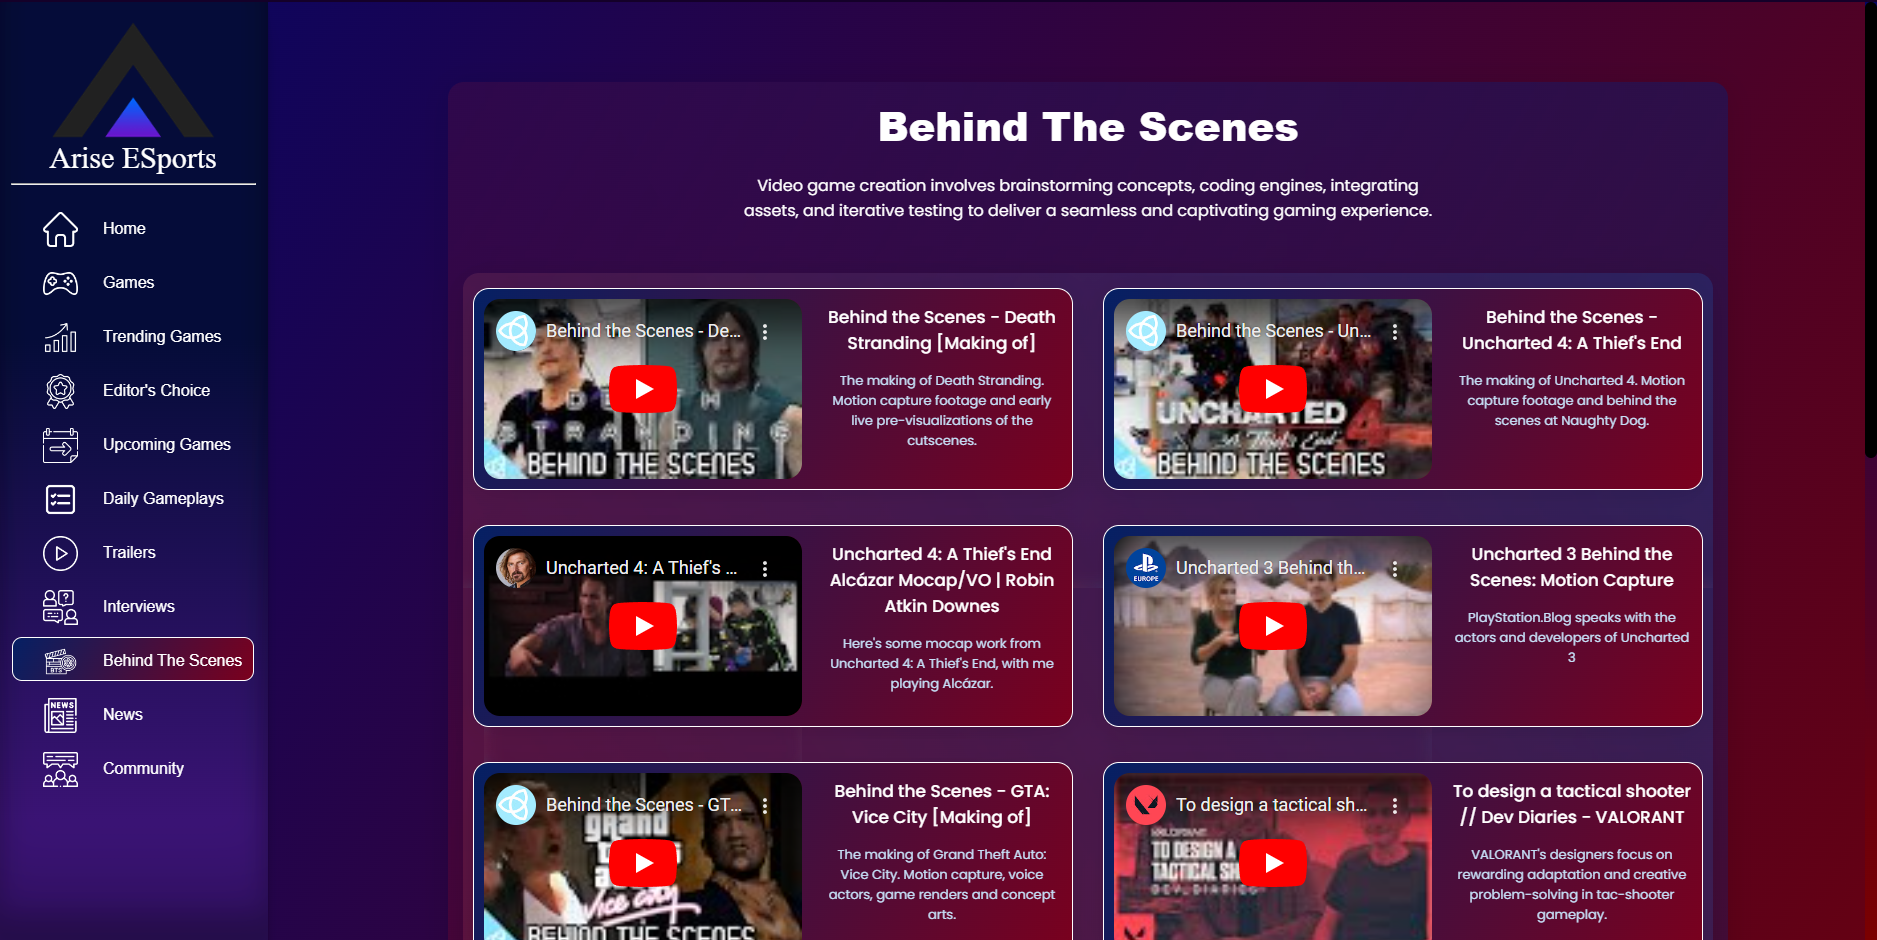 Arise ESports
Home
Games
Trending Games
Editor's Choice
Upcoming Games
Daily Gameplays
Trailers
Interviews
BTS
Behind The Scenes
NEWS
News
Community
Behind The Scenes
Video game creation involves brainstorming concepts, coding engines, integrating
assets, and iterative testing to deliver a seamless and captivating gaming experience.
Behind the Scenes - De...
DEATH
STRANDING
BEHIND THE SCENES
Behind the Scenes - Death
Stranding [Making of]
The making of Death Stranding.
Motion capture footage and early
live pre-visualizations of the
cutscenes.
Behind the Scenes - Un...
UNCHARTED 4
A Thief's End
BEHIND THE SCENES
Behind the Scenes -
Uncharted 4: A Thief's End
The making of Uncharted 4. Motion
capture footage and behind the
scenes at Naughty Dog.
Uncharted 4: A Thief's ...
Uncharted 4: A Thief's End
Alcázar Mocap/VO | Robin
Atkin Downes
Here's some mocap work from
Uncharted 4: A Thief's End, with me
playing Alcázar.
EUROPE
Uncharted 3 Behind th...
Uncharted 3 Behind the
Scenes: Motion Capture
PlayStation.Blog speaks with the
actors and developers of Uncharted
3
Behind the Scenes - GT...
grand
vice city
BEHIND THE SCENES
Behind the Scenes - GTA:
Vice City [Making of]
The making of Grand Theft Auto:
Vice City. Motion capture, voice
actors, game renders and concept
arts.
To design a tactical sh...
VALORANT
TO DESIGN A
TACTICAL SH
DEV DIARIES
To design a tactical shooter
// Dev Diaries - VALORANT
VALORANT's designers focus on
rewarding adaptation and creative
problem-solving in tac-shooter
gameplay.